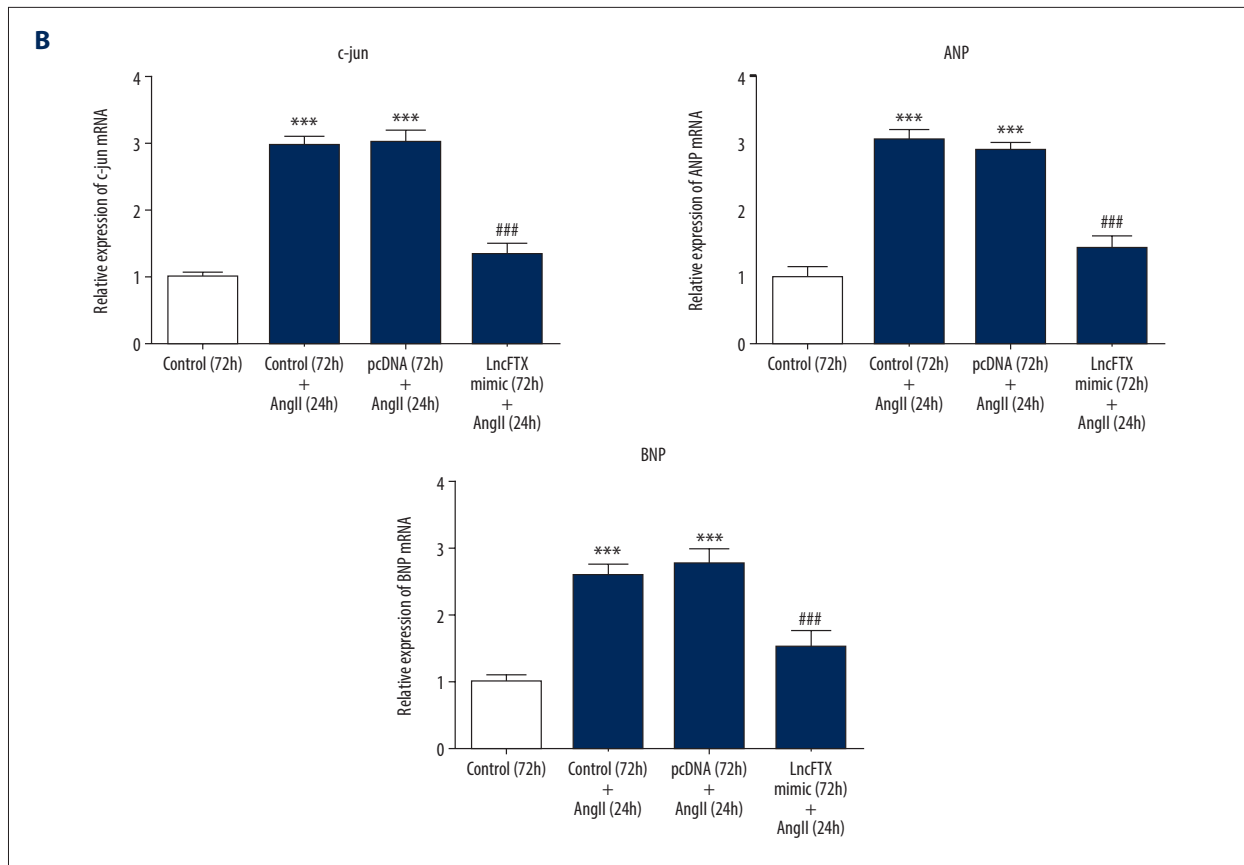 B
c-jun
Relative expression of c-jun mRNA
4
3
2
1
0
***
***
###
Control (72h)
Control (72h)
+
AngII (24h)
pcDNA (72h)
+
AngII (24h)
LncFTX
mimic (72h)
+
AngII (24h)
ANP
Relative expression of ANP mRNA
4
3
2
1
0
***
***
###
Control (72h)
Control (72h)
+
AngII (24h)
pcDNA (72h)
+
AngII (24h)
LncFTX
mimic (72h)
+
AngII (24h)
BNP
Relative expression of BNP mRNA
4
3
2
1
0
***
***
###
Control (72h)
Control (72h)
+
AngII (24h)
pcDNA (72h)
+
AngII (24h)
LncFTX
mimic (72h)
+
AngII (24h)